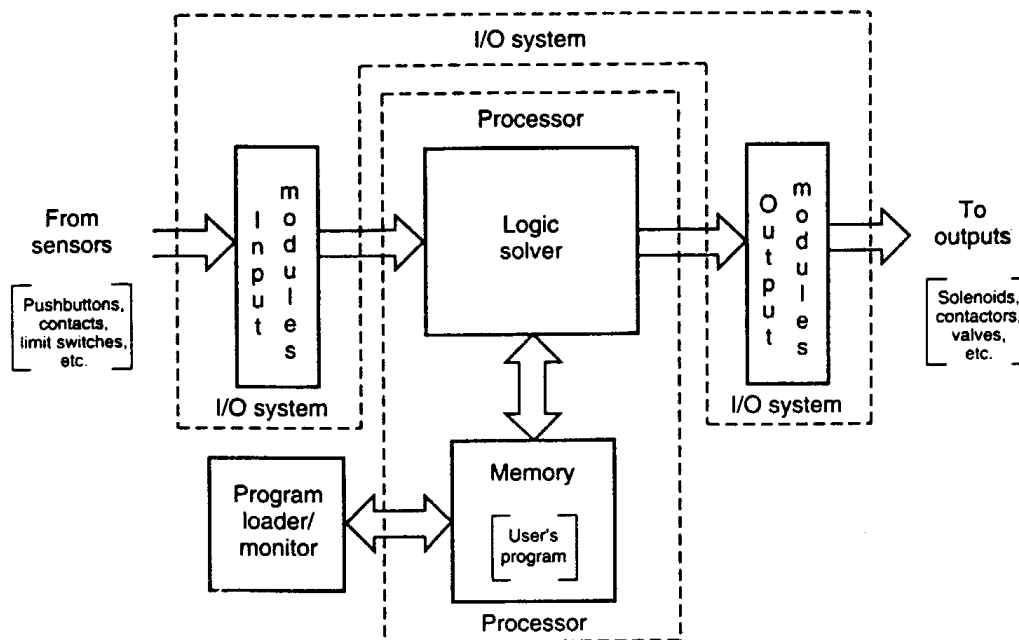 I/O system
Processor
From
sensors
Pushbuttons,
contacts,
limit switches,
etc.
Input
modules
Logic
solver
Output
modules
To
outputs
Solenoids,
contactors,
valves,
etc.
I/O system
I/O system
Program
loader/
monitor
Memory
User's
program
Processor